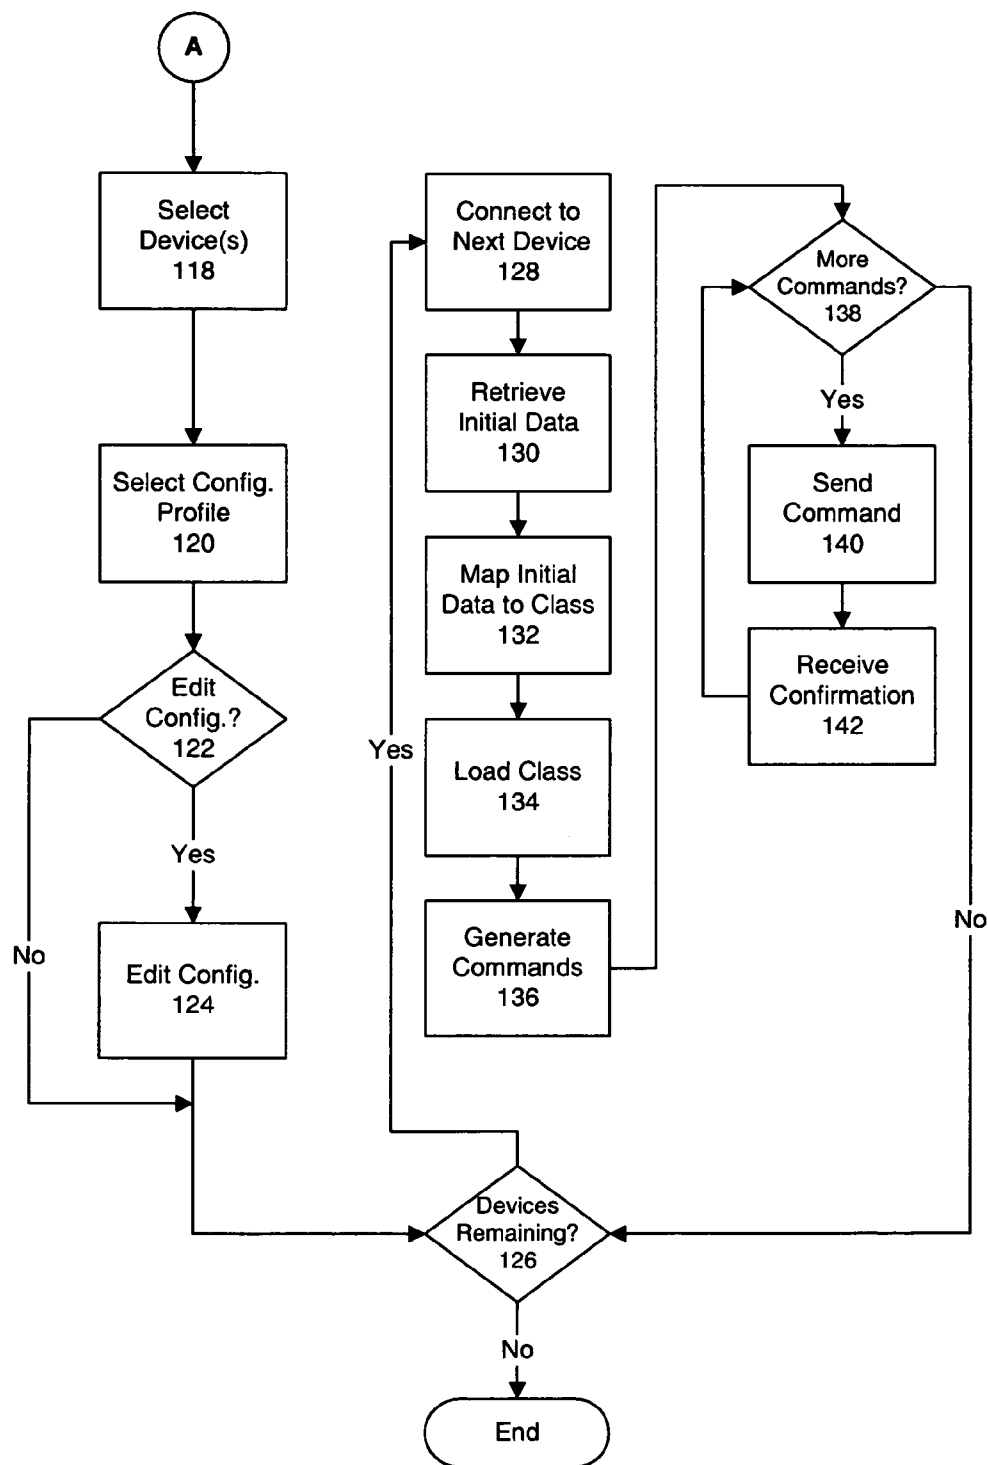 A
Select
Device(s)
118
Select Config.
Profile
120
Edit
Config.?
122
Yes
No
Edit Config.
124
Connect to
Next Device
128
Retrieve
Initial Data
130
Map Initial
Data to Class
132
Yes
Load Class
134
Generate
Commands
136
More
Commands?
138
Yes
Send
Command
140
Receive
Confirmation
142
No
Devices
Remaining?
126
No
End